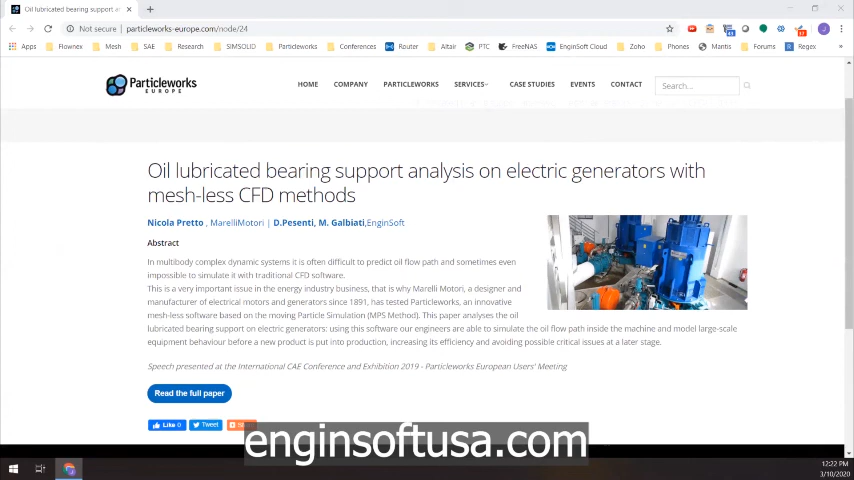 Oil lubricated bearing support a
Not secure
particleworks-europe.com/node/24
Apps Flownex Mesh SAE Research SIMSOLID Particleworks Conferences Router Altair PTC FreeNAS EnginSoft Cloud Zoho Phones Mantis Forums Regex
Particleworks
EUROPE
HOME COMPANY PARTICLEWORKS SERVICES CASE STUDIES EVENTS CONTACT Search...
Oil lubricated bearing support analysis on electric generators with
mesh-less CFD methods
Nicola Pretto , MarelliMotori | D.Pesenti, M. Galbiati,EnginSoft
Abstract
In multibody complex dynamic systems it is often difficult to predict oil flow path and sometimes even
impossible to simulate it with traditional CFD software.
This is a very important issue in the energy industry business, that is why Marelli Motori, a designer and
manufacturer of electrical motors and generators since 1891, has tested Particleworks, an innovative
mesh-less software based on the moving Particle Simulation (MPS Method). This paper analyses the oil
lubricated bearing support on electric generators: using this software our engineers are able to simulate the oil flow path inside the machine and model large-scale
equipment behaviour before a new product is put into production, increasing its efficiency and avoiding possible critical issues at a later stage.
Speech presented at the International CAE Conference and Exhibition 2019 - Particleworks European Users' Meeting
Read the full paper
Like 0 Tweet
enginsoftusa.com
12:22 PM
3/10/2020